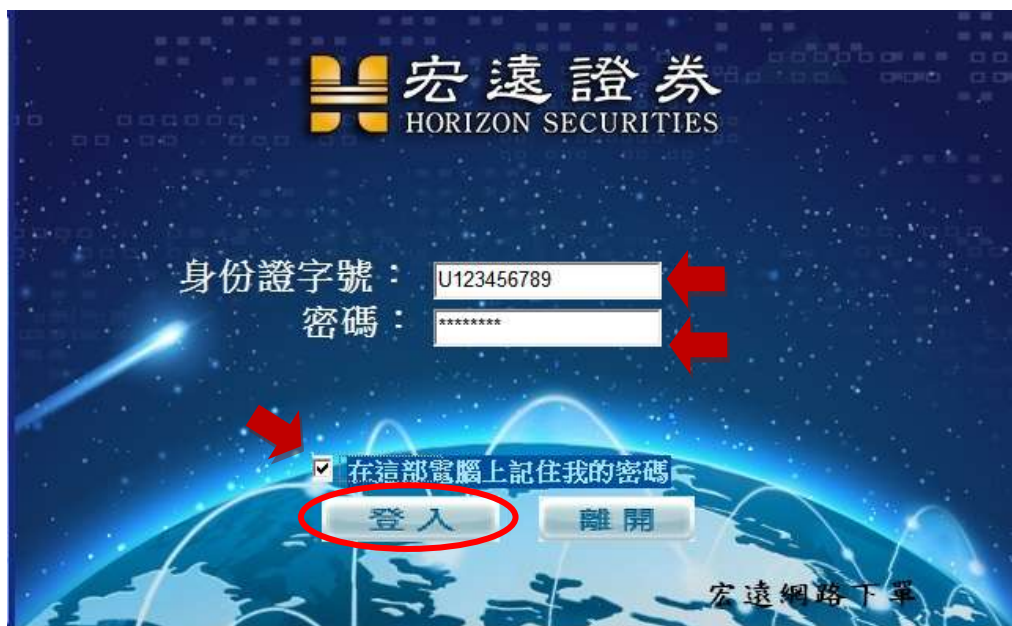 宏遠證券
HORIZON SECURITIES
身份證字號： U123456789
密碼： ********
在這部電腦上記住我的密碼
登入 離開
宏遠網路下單